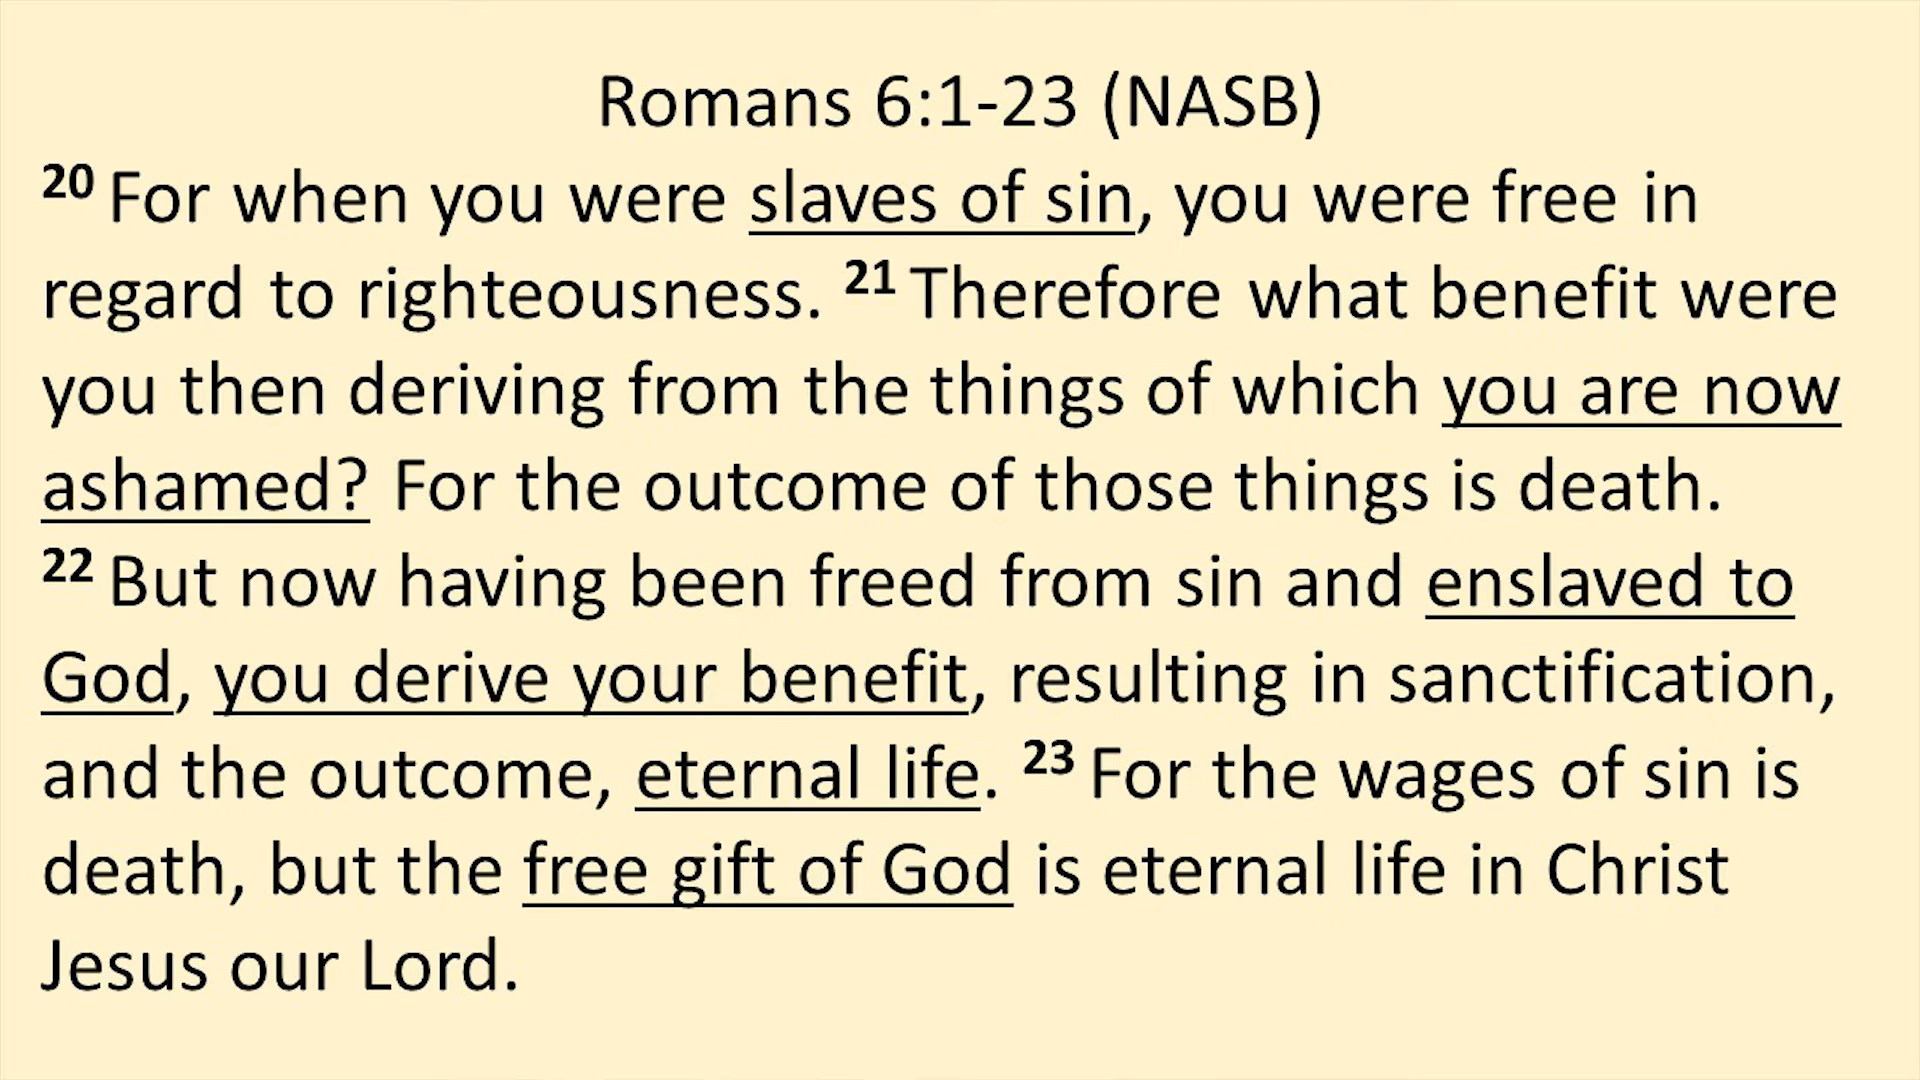 Romans 6:1-23 (NASB)
20 For when you were slaves of sin, you were free in
regard to righteousness. 21 Therefore what benefit were
you then deriving from the things of which you are now
ashamed? For the outcome of those things is death.
22 But now having been freed from sin and enslaved to
God, you derive your benefit, resulting in sanctification,
and the outcome, eternal life. 23 For the wages of sin is
death, but the free gift of God is eternal life in Christ
Jesus our Lord.